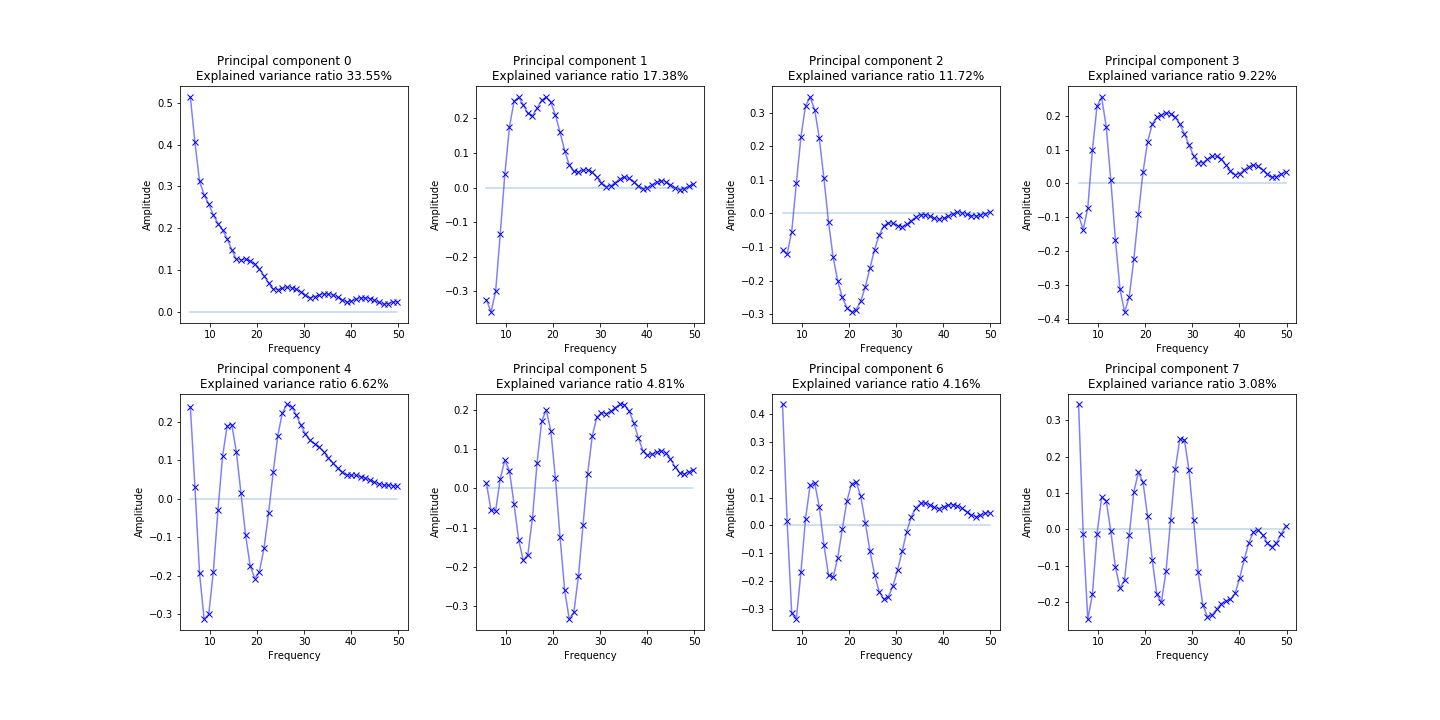 Principal component 0
Explained variance ratio 33.55%
0.5
0.4
0.3
0.2
0.1
0.0
Amplitude
10 20 30 40 50
Frequency
Principal component 1
Explained variance ratio 17.38%
0.2
0.1
0.0
−0.1
−0.2
−0.3
Amplitude
10 20 30 40 50
Frequency
Principal component 2
Explained variance ratio 11.72%
0.3
0.2
0.1
0.0
−0.1
−0.2
−0.3
Amplitude
10 20 30 40 50
Frequency
Principal component 3
Explained variance ratio 9.22%
0.2
0.1
0.0
−0.1
−0.2
−0.3
−0.4
Amplitude
10 20 30 40 50
Frequency
Principal component 4
Explained variance ratio 6.62%
0.2
0.1
0.0
−0.1
−0.2
−0.3
Amplitude
10 20 30 40 50
Frequency
Principal component 5
Explained variance ratio 4.81%
0.2
0.1
0.0
−0.1
−0.2
−0.3
Amplitude
10 20 30 40 50
Frequency
Principal component 6
Explained variance ratio 4.16%
0.4
0.3
0.2
0.1
0.0
−0.1
−0.2
−0.3
Amplitude
10 20 30 40 50
Frequency
Principal component 7
Explained variance ratio 3.08%
0.3
0.2
0.1
0.0
−0.1
−0.2
Amplitude
10 20 30 40 50
Frequency